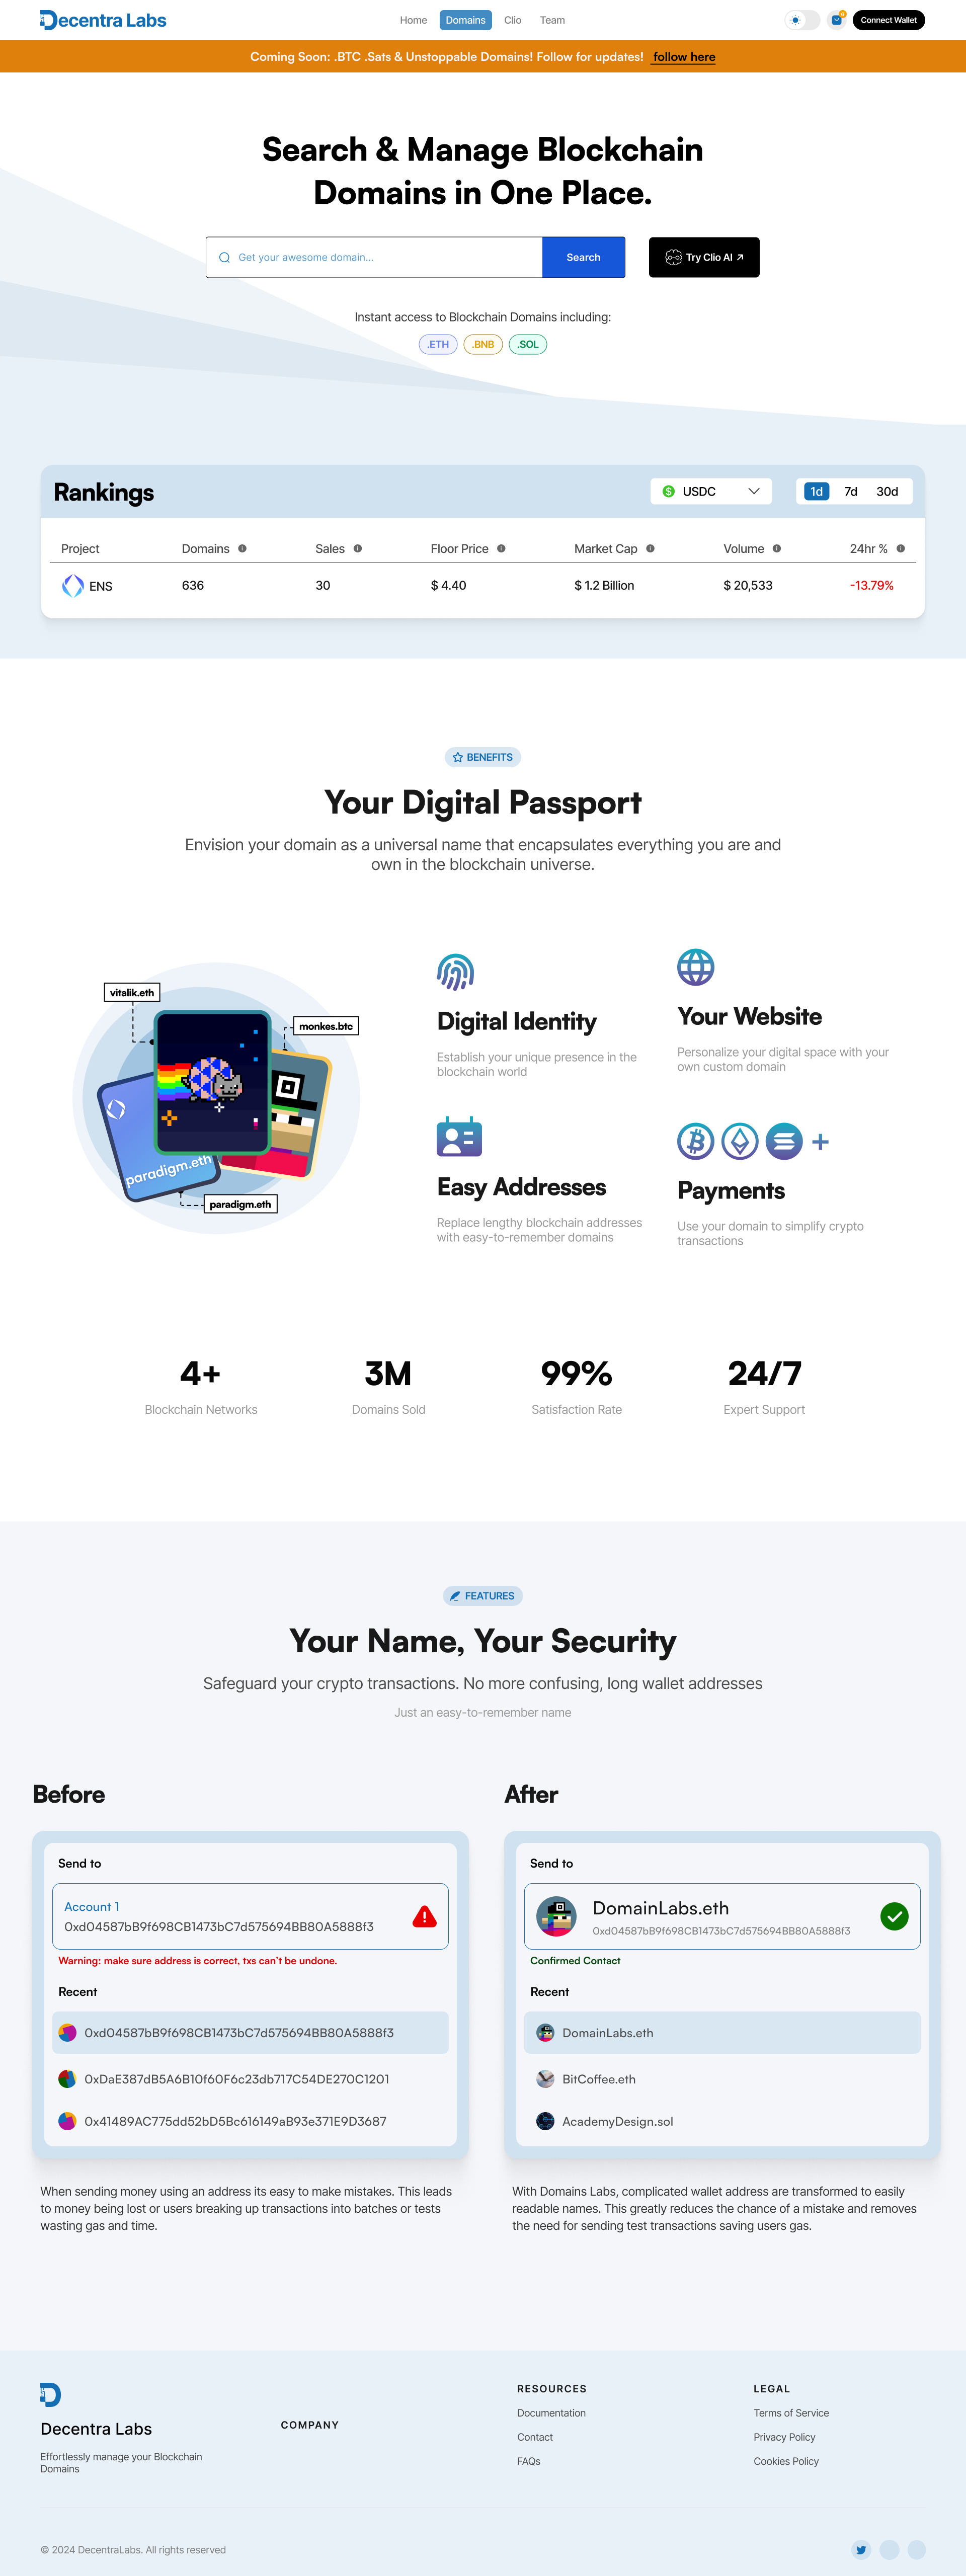 Decentra Labs
Home
Domains
Clio
Team
Connect Wallet
Coming Soon: .BTC .Sats & Unstoppable Domains! Follow for updates! follow here
Search & Manage Blockchain
Domains in One Place.
Get your awesome domain...
Search
Try Clio AI
Instant access to Blockchain Domains including:
.ETH
.BNB
.SOL
Rankings
USDC
1d
7d
30d
Project
Domains
Sales
Floor Price
Market Cap
Volume
24hr %
ENS
636
30
$ 4.40
$ 1.2 Billion
$ 20,533
-13.79%
BENEFITS
Your Digital Passport
Envision your domain as a universal name that encapsulates everything you are and
own in the blockchain universe.
vitalik.eth
monkes.btc
paradigm.eth
paradigm.eth
Digital Identity
Establish your unique presence in the
blockchain world
Your Website
Personalize your digital space with your
own custom domain
Easy Addresses
Replace lengthy blockchain addresses
with easy-to-remember domains
Payments
Use your domain to simplify crypto
transactions
4+
Blockchain Networks
3M
Domains Sold
99%
Satisfaction Rate
24/7
Expert Support
FEATURES
Your Name, Your Security
Safeguard your crypto transactions. No more confusing, long wallet addresses
Just an easy-to-remember name
Before
Send to
Account 1
0xd04587bB9f698CB1473bC7d575694BB80A5888f3
Warning: make sure address is correct, txs can't be undone.
Recent
0xd04587bB9f698CB1473bC7d575694BB80A5888f3
0xDaE387dB5A6B10f60F6c23db717C54DE270C1201
0x41489AC775dd52bD5Bc616149aB93e371E9D3687
When sending money using an address its easy to make mistakes. This leads
to money being lost or users breaking up transactions into batches or tests
wasting gas and time.
After
Send to
DomainLabs.eth
0xd04587bB9f698CB1473bC7d575694BB80A5888f3
Confirmed Contact
Recent
DomainLabs.eth
BitCoffee.eth
AcademyDesign.sol
With Domains Labs, complicated wallet address are transformed to easily
readable names. This greatly reduces the chance of a mistake and removes
the need for sending test transactions saving users gas.
Decentra Labs
Effortlessly manage your Blockchain
Domains
COMPANY
RESOURCES
Documentation
Contact
FAQs
LEGAL
Terms of Service
Privacy Policy
Cookies Policy
© 2024 DecentraLabs. All rights reserved